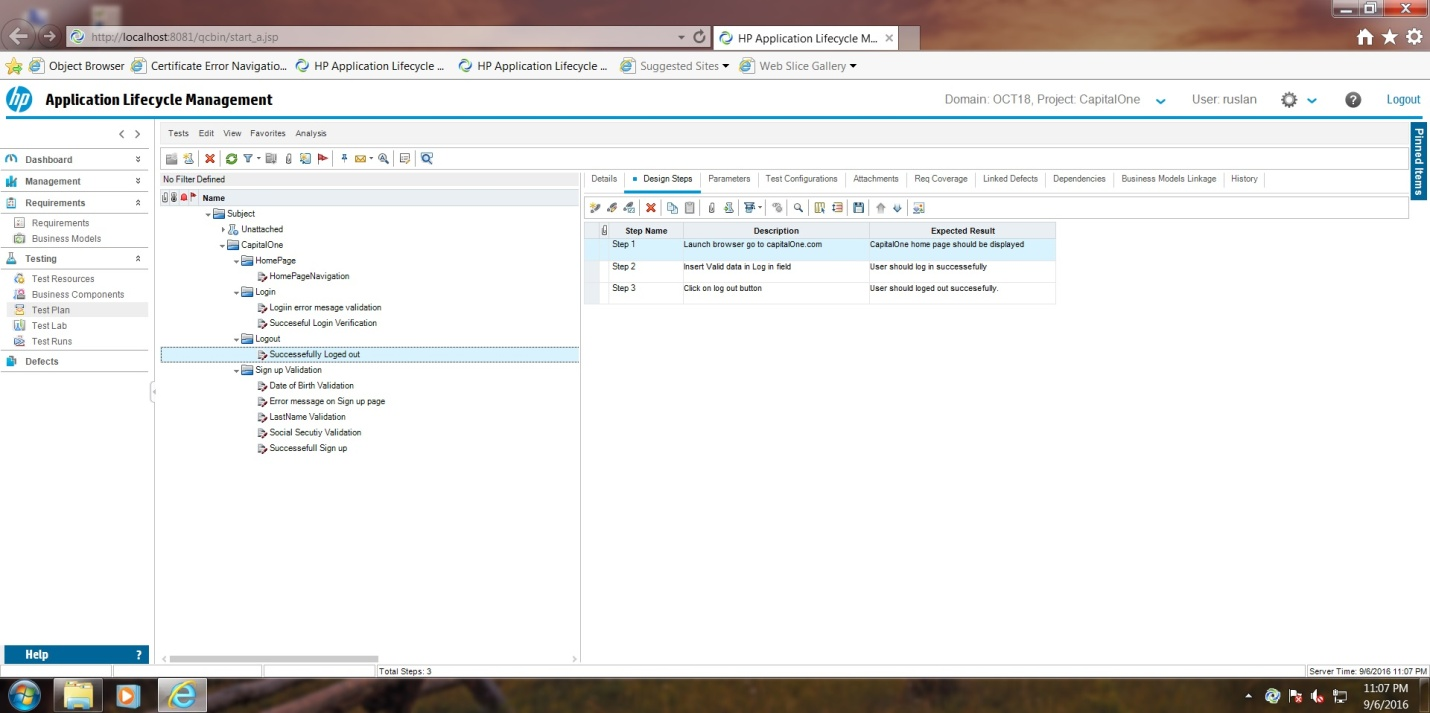 http://localhost:8081/qcbin/start_a.jsp
HP Application Lifecycle M...
Object Browser
Certificate Error Navigatio...
HP Application Lifecycle ...
HP Application Lifecycle ...
Suggested Sites
Web Slice Gallery
hp
Application Lifecycle Management
Domain: OCT18, Project: CapitalOne
User: ruslan
?
Logout
Pinned Items
Dashboard
Management
Requirements
Requirements
Business Models
Testing
Test Resources
Business Components
Test Plan
Test Lab
Test Runs
Defects
Help ?
Tests Edit View Favorites Analysis
No Filter Defined
Name
Subject
Unattached
CapitalOne
HomePage
HomePageNavigation
Login
Logiin error mesage validation
Succeseful Login Verification
Logout
Successefully Loged out
Sign up Validation
Date of Birth Validation
Error message on Sign up page
LastName Validation
Social Secutiy Validation
Successefull Sign up
Details Design Steps Parameters Test Configurations Attachments Req Coverage Linked Defects Dependencies Business Models Linkage History
Step Name Description Expected Result
Step 1 Launch browser go to capitalOne.com CapitalOne home page should be displayed
Step 2 Insert Valid data in Log in field User should log in successefully
Step 3 Click on log out button User should loged out succesefully.
Total Steps: 3
Server Time: 9/6/2016 11:07 PM
11:07 PM
9/6/2016